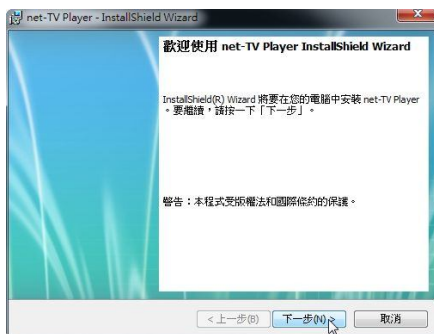 net-TV Player - InstallShield Wizard
歡迎使用 net-TV Player InstallShield Wizard
InstallShield(R) Wizard 將要在您的電腦中安裝 net-TV Player
。要繼續，請按一下「下一步」。
警告：本程式受版權法和國際條約的保護。
< 上一步(B) 下一步(N) > 取消